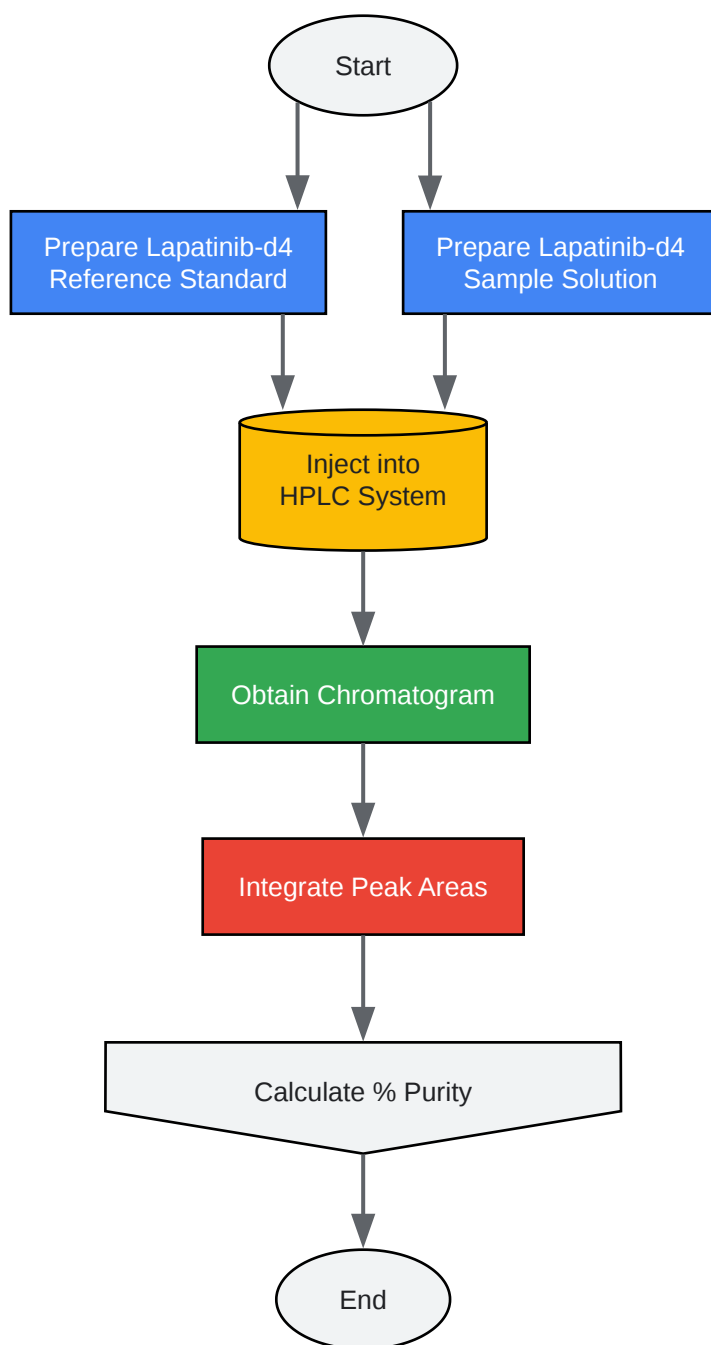 Start
Prepare Lapatinib-d4
Reference Standard
Prepare Lapatinib-d4
Sample Solution
Inject into
HPLC System
Obtain Chromatogram
Integrate Peak Areas
Calculate % Purity
End